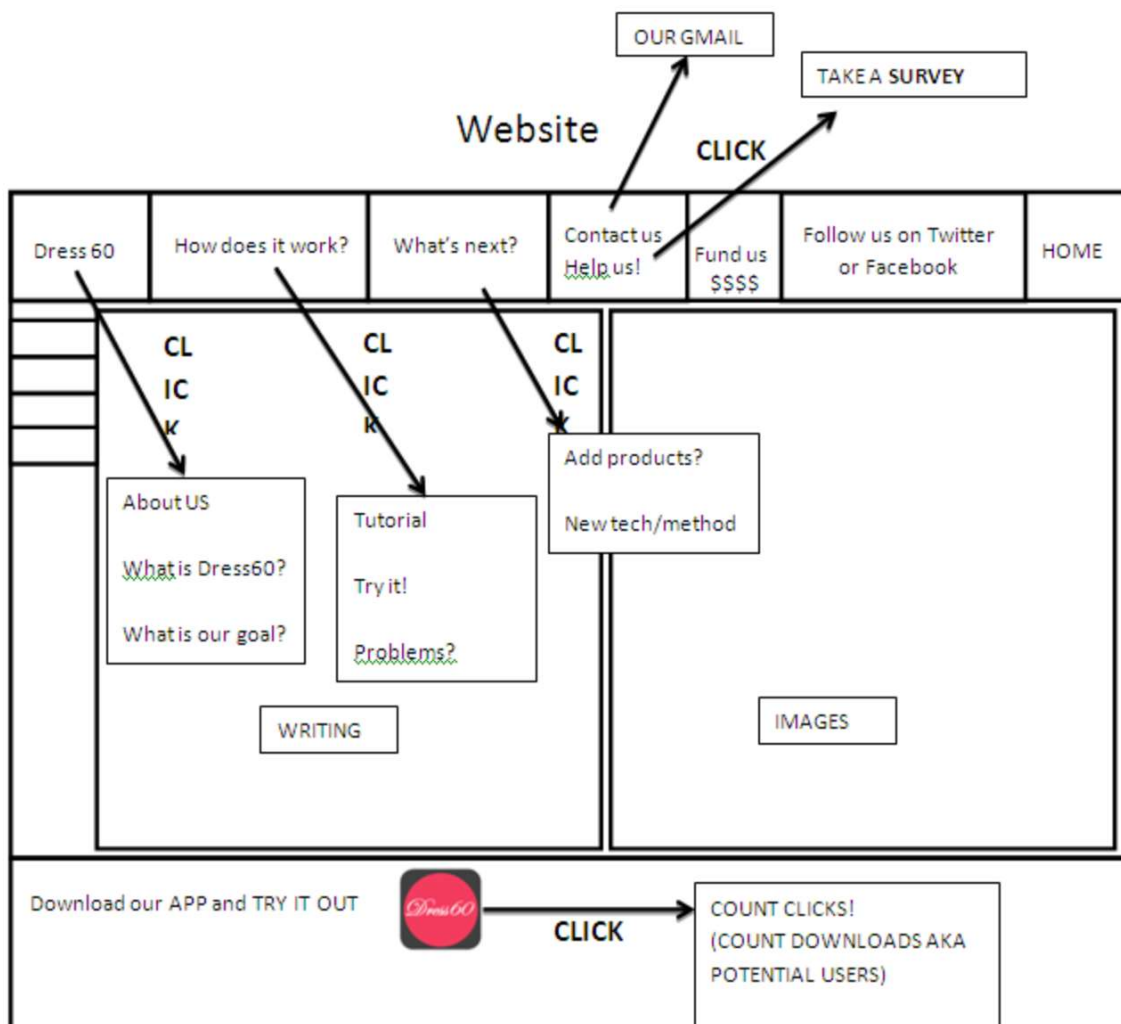 OUR GMAIL
TAKE A SURVEY
Website
CLICK
Dress 60
How does it work?
What's next?
Contact us
Help us!
Fund us
$$$$
Follow us on Twitter
or Facebook
HOME
CL
IC
K
CL
IC
K
CL
IC
K
About US
What is Dress60?
What is our goal?
Tutorial
Try it!
Problems?
Add products?
New tech/method
WRITING
IMAGES
Download our APP and TRY IT OUT
Dress60
CLICK
COUNT CLICKS!
(COUNT DOWNLOADS AKA
POTENTIAL USERS)